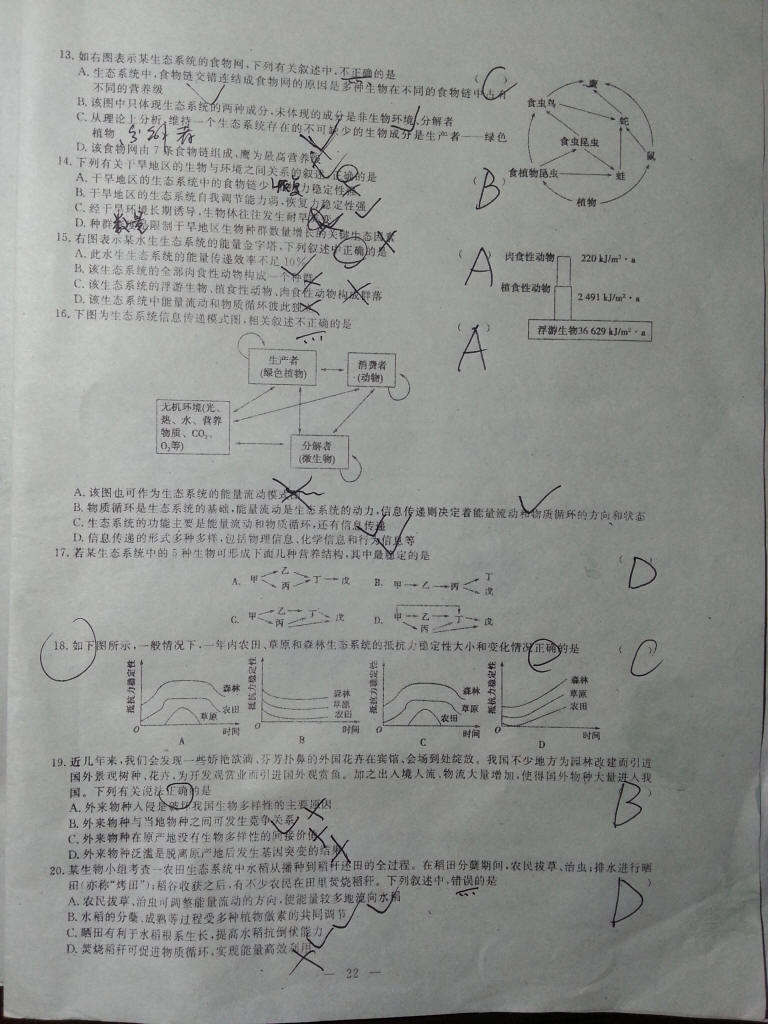 13. 如右图表示某生态系统的食物网,下列有关叙述中,不正确的是 ( C )
A. 生态系统中,食物链交错连结成食物网的原因是多种生物在不同的食物链中占有
不同的营养级
B. 该图中只体现生态系统的两种成分,未体现的成分是非生物环境、分解者
C. 从理论上分析,维持一个生态系统存在的不可缺少的生物成分是生产者——绿色
植物 分解者
D. 该食物网由7条食物链组成,鹰为最高营养级
鹰
食虫鸟
蛇
食虫昆虫
鼠
食植物昆虫
蛙
植物
14. 下列有关干旱地区的生物与环境之间关系的叙述,正确的是 ( B )
A. 干旱地区的生态系统中的食物链少,恢复力稳定性
B. 干旱地区的生态系统自我调节能力弱,恢复力稳定性强
C. 经干旱环境长期诱导,生物体往往发生耐旱
D. 种群数量限制干旱地区生物种群数量增长的关键生态因素
15. 右图表示某水生生态系统的能量金字塔,下列叙述中正确的是 ( A )
A. 此水生生态系统的能量传递效率不足10%
B. 该生态系统的全部肉食性动物构成一个种群
C. 该生态系统的浮游生物、植食性动物、肉食性动物构成群落
D. 该生态系统中能量流动和物质循环彼此独立
肉食性动物 220 kJ/m²·a
植食性动物 2 491 kJ/m²·a
浮游生物36 629 kJ/m²·a
16. 下图为生态系统信息传递模式图,相关叙述不正确的是 ( A )
生产者
(绿色植物)
消费者
(动物)
无机环境(光、
热、水、营养
物质、CO₂、
O₂等)
分解者
(微生物)
A. 该图也可作为生态系统的能量流动模式图
B. 物质循环是生态系统的基础,能量流动是生态系统的动力,信息传递则决定着能量流动和物质循环的方向和状态
C. 生态系统的功能主要是能量流动和物质循环,还有信息传递
D. 信息传递的形式多种多样,包括物理信息、化学信息和行为信息等
17. 若某生态系统中的5种生物可形成下面几种营养结构,其中最稳定的是 ( D )
A. 甲 乙 丙 丁 戊 B. 甲 乙 丙 丁 戊
C. 甲 乙 丙 丁 戊 D. 甲 乙 丙 丁 戊
18. 如下图所示,一般情况下,一年内农田、草原和森林生态系统的抵抗力稳定性大小和变化情况正确的是 ( C )
抵抗力稳定性 森林 农田 草原 O 时间 A
抵抗力稳定性 森林 草原 农田 O 时间 B
抵抗力稳定性 森林 草原 农田 O 时间 C
抵抗力稳定性 森林 草原 农田 O 时间 D
19. 近几年来,我们会发现一些娇艳欲滴、芬芳扑鼻的外国花卉在宾馆、会场到处绽放。我国不少地方为园林改建而引进
国外景观树种、花卉,为开发观赏业而引进国外观赏鱼。加之出入境人流、物流大量增加,使得国外物种大量进入我
国。下列有关说法正确的是 ( B )
A. 外来物种入侵是破坏我国生物多样性的主要原因
B. 外来物种与当地物种之间可发生竞争关系
C. 外来物种在原产地没有生物多样性的间接价值
D. 外来物种泛滥是脱离原产地后发生基因突变的结果
20. 某生物小组考查一农田生态系统中水稻从播种到稻秆还田的全过程。在稻田分蘖期间,农民拔草、治虫;排水进行晒
田(亦称“烤田”);稻谷收获之后,有不少农民在田里焚烧稻秆。下列叙述中,错误的是 ( D )
A. 农民拔草、治虫可调整能量流动的方向,使能量较多地流向水稻
B. 水稻的分蘖、成熟等过程受多种植物激素的共同调节
C. 晒田有利于水稻根系生长,提高水稻抗倒伏能力
D. 焚烧稻秆可促进物质循环,实现能量高效利用
— 22 —